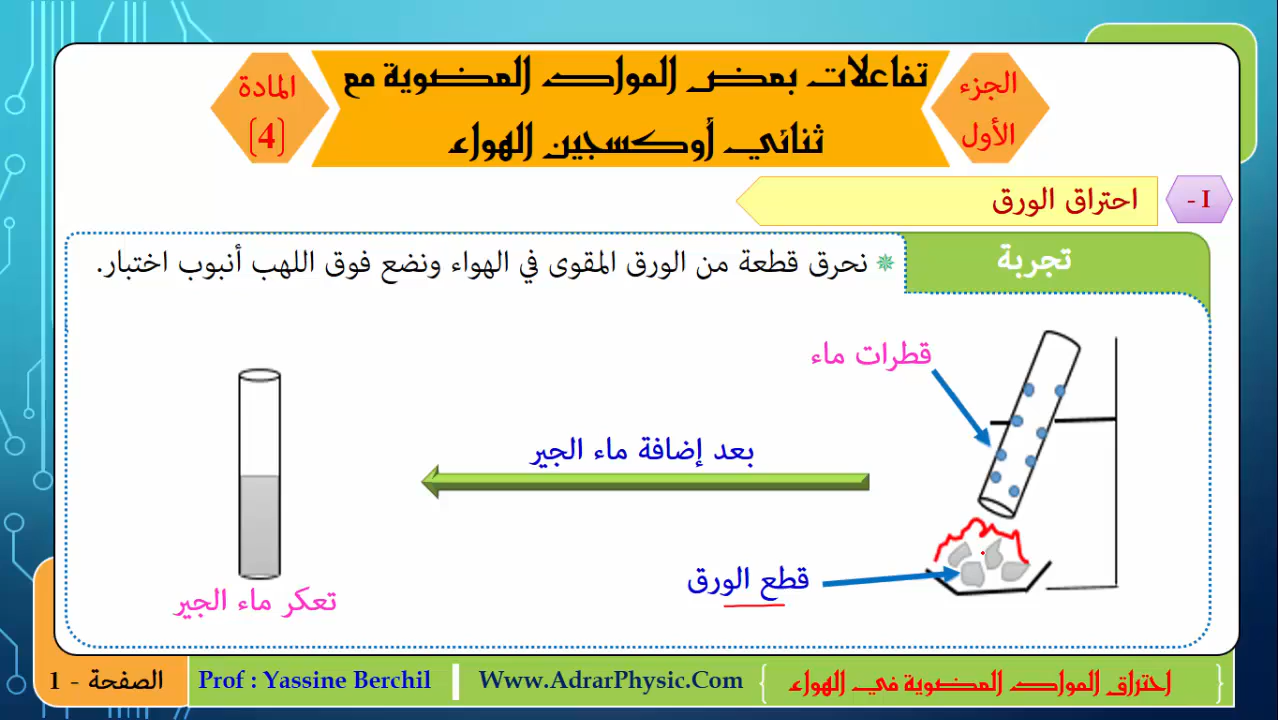 الجزء
الأول
تفاعلات بعض المواد العضوية مع
ثنائي أوكسجين الهواء
المادة
(4)
I -
احتراق الورق
تجربة
نحرق قطعة من الورق المقوى في الهواء ونضع فوق اللهب أنبوب اختبار.
قطرات ماء
بعد إضافة ماء الجير
قطع الورق
تعكر ماء الجير
احتراق المواد العضوية في الهواء
Www.AdrarPhysic.Com
Prof : Yassine Berchil
الصفحة - 1